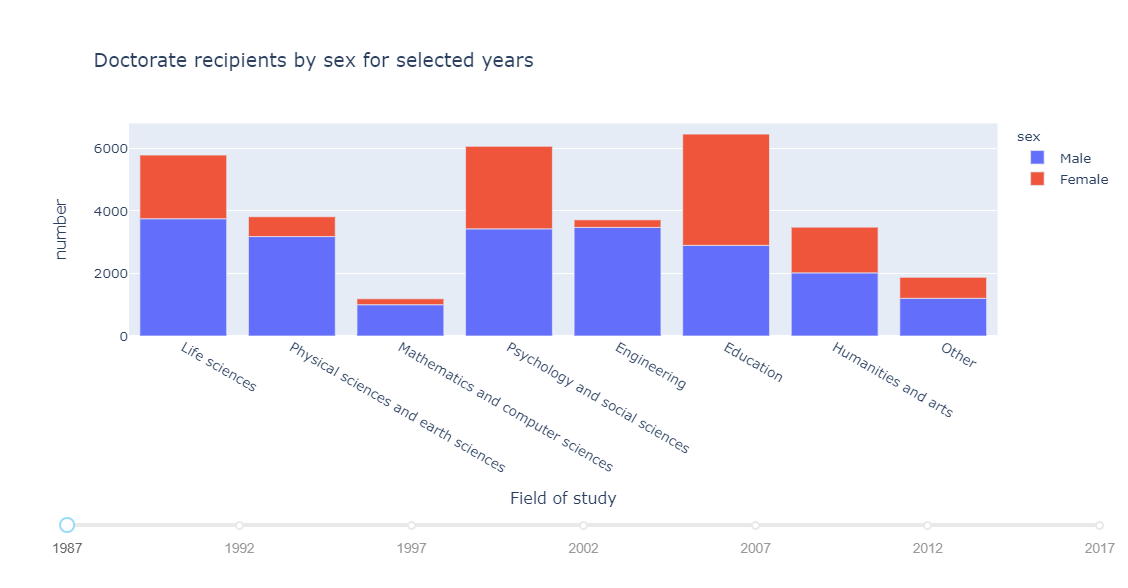 Doctorate recipients by sex for selected years
sex
Male
Female
number
6000
4000
2000
0
Life sciences
Physical sciences and earth sciences
Mathematics and computer sciences
Psychology and social sciences
Engineering
Education
Humanities and arts
Other
Field of study
1987 1992 1997 2002 2007 2012 2017